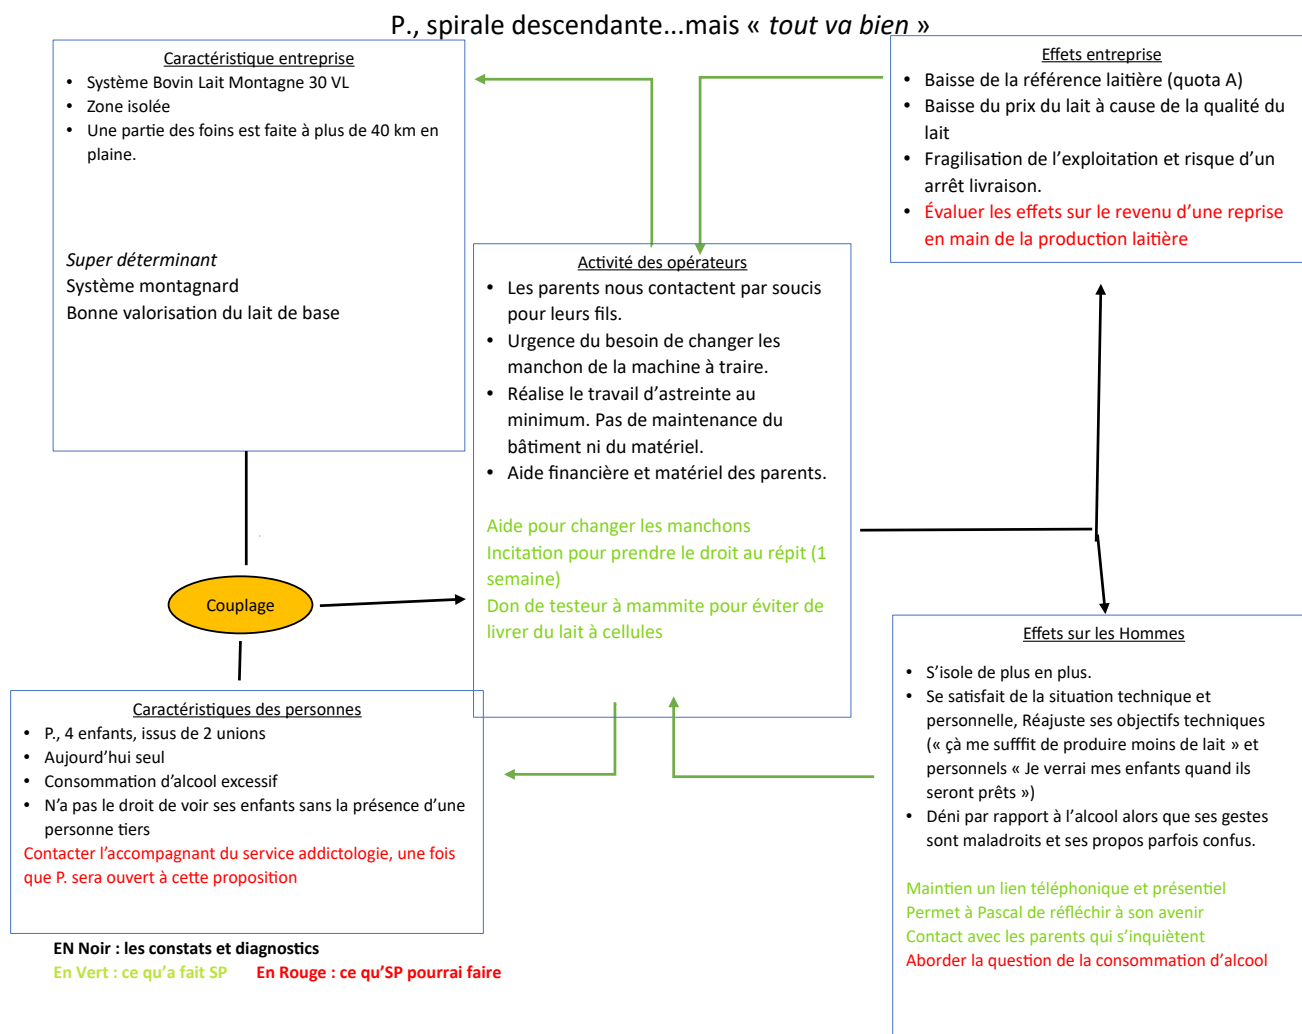 P., spirale descendante...mais « tout va bien »
Caractéristique entreprise
• Système Bovin Lait Montagne 30 VL
• Zone isolée
• Une partie des foins est faite à plus de 40 km en
plaine.
Super déterminant
Système montagnard
Bonne valorisation du lait de base
Effets entreprise
• Baisse de la référence laitière (quota A)
• Baisse du prix du lait à cause de la qualité du
lait
• Fragilisation de l’exploitation et risque d’un
arrêt livraison.
• Évaluer les effets sur le revenu d’une reprise
en main de la production laitière
Activité des opérateurs
• Les parents nous contactent par soucis
pour leurs fils.
• Urgence du besoin de changer les
manchon de la machine à traire.
• Réalise le travail d’astreinte au
minimum. Pas de maintenance du
bâtiment ni du matériel.
• Aide financière et matériel des parents.
Aide pour changer les manchons
Incitation pour prendre le droit au répit (1
semaine)
Don de testeur à mammite pour éviter de
livrer du lait à cellules
Couplage
Caractéristiques des personnes
• P., 4 enfants, issus de 2 unions
• Aujourd’hui seul
• Consommation d’alcool excessif
• N’a pas le droit de voir ses enfants sans la présence d’une
personne tiers
Contacter l’accompagnant du service addictologie, une fois
que P. sera ouvert à cette proposition
Effets sur les Hommes
• S’isole de plus en plus.
• Se satisfait de la situation technique et
personnelle, Réajuste ses objectifs techniques
(« çà me sufffit de produire moins de lait » et
personnels « Je verrai mes enfants quand ils
seront prêts »)
• Déni par rapport à l’alcool alors que ses gestes
sont maladroits et ses propos parfois confus.
Maintien un lien téléphonique et présentiel
Permet à Pascal de réfléchir à son avenir
Contact avec les parents qui s’inquiètent
Aborder la question de la consommation d’alcool
EN Noir : les constats et diagnostics
En Vert : ce qu’a fait SP En Rouge : ce qu’SP pourrai faire